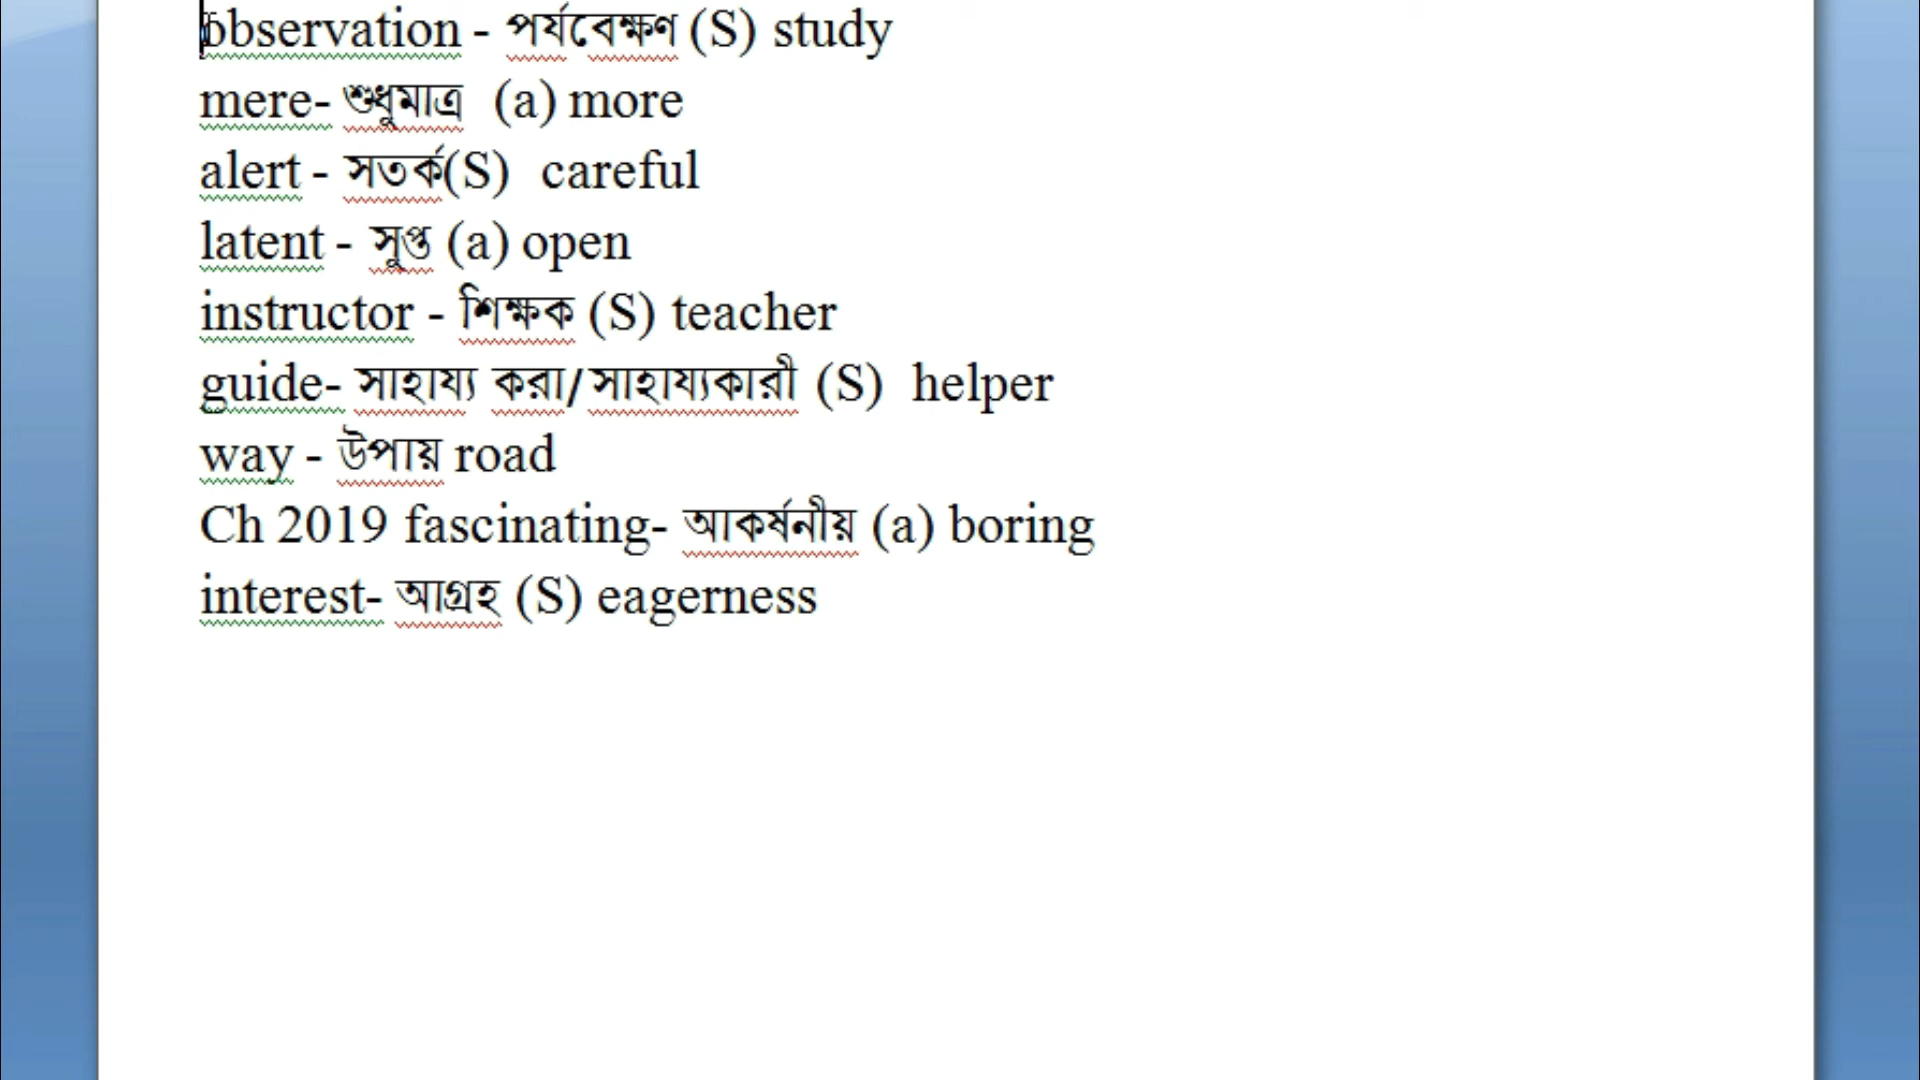 observation - পর্যবেক্ষণ (S) study
mere- শুধুমাত্র (a) more
alert - সতর্ক(S) careful
latent - সুপ্ত (a) open
instructor - শিক্ষক (S) teacher
guide- সাহায্য করা/সাহায্যকারী (S) helper
way - উপায় road
Ch 2019 fascinating- আকর্ষনীয় (a) boring
interest- আগ্রহ (S) eagerness